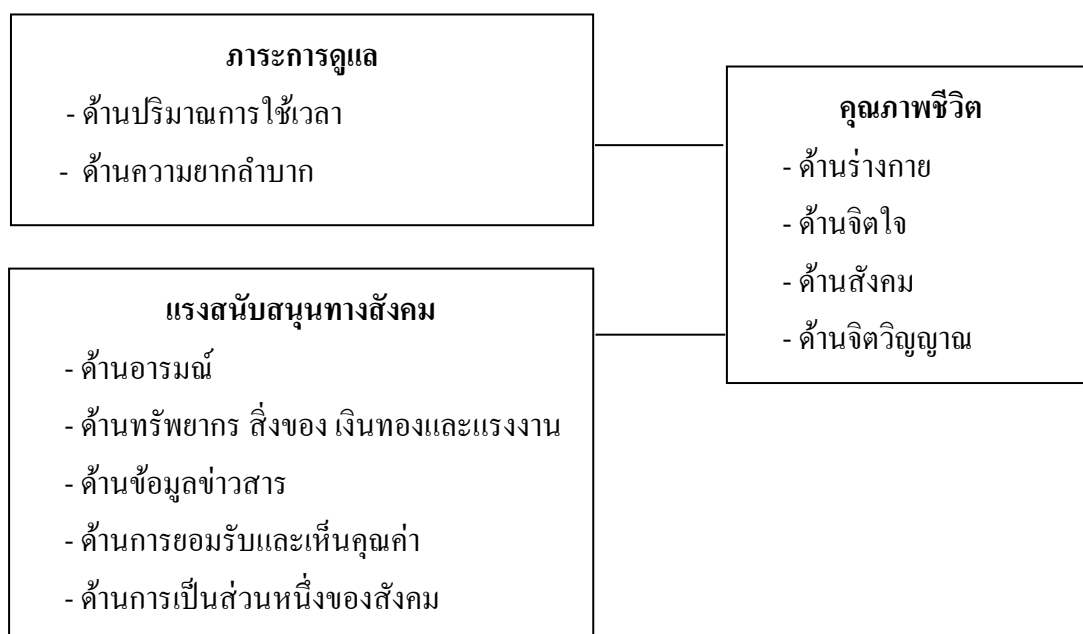 ภาระการดูแล
- ด้านปริมาณการใช้เวลา
- ด้านความยากลำบาก
คุณภาพชีวิต
- ด้านร่างกาย
- ด้านจิตใจ
- ด้านสังคม
- ด้านจิตวิญญาณ
แรงสนับสนุนทางสังคม
- ด้านอารมณ์
- ด้านทรัพยากร สิ่งของ เงินทองและแรงงาน
- ด้านข้อมูลข่าวสาร
- ด้านการยอมรับและเห็นคุณค่า
- ด้านการเป็นส่วนหนึ่งของสังคม